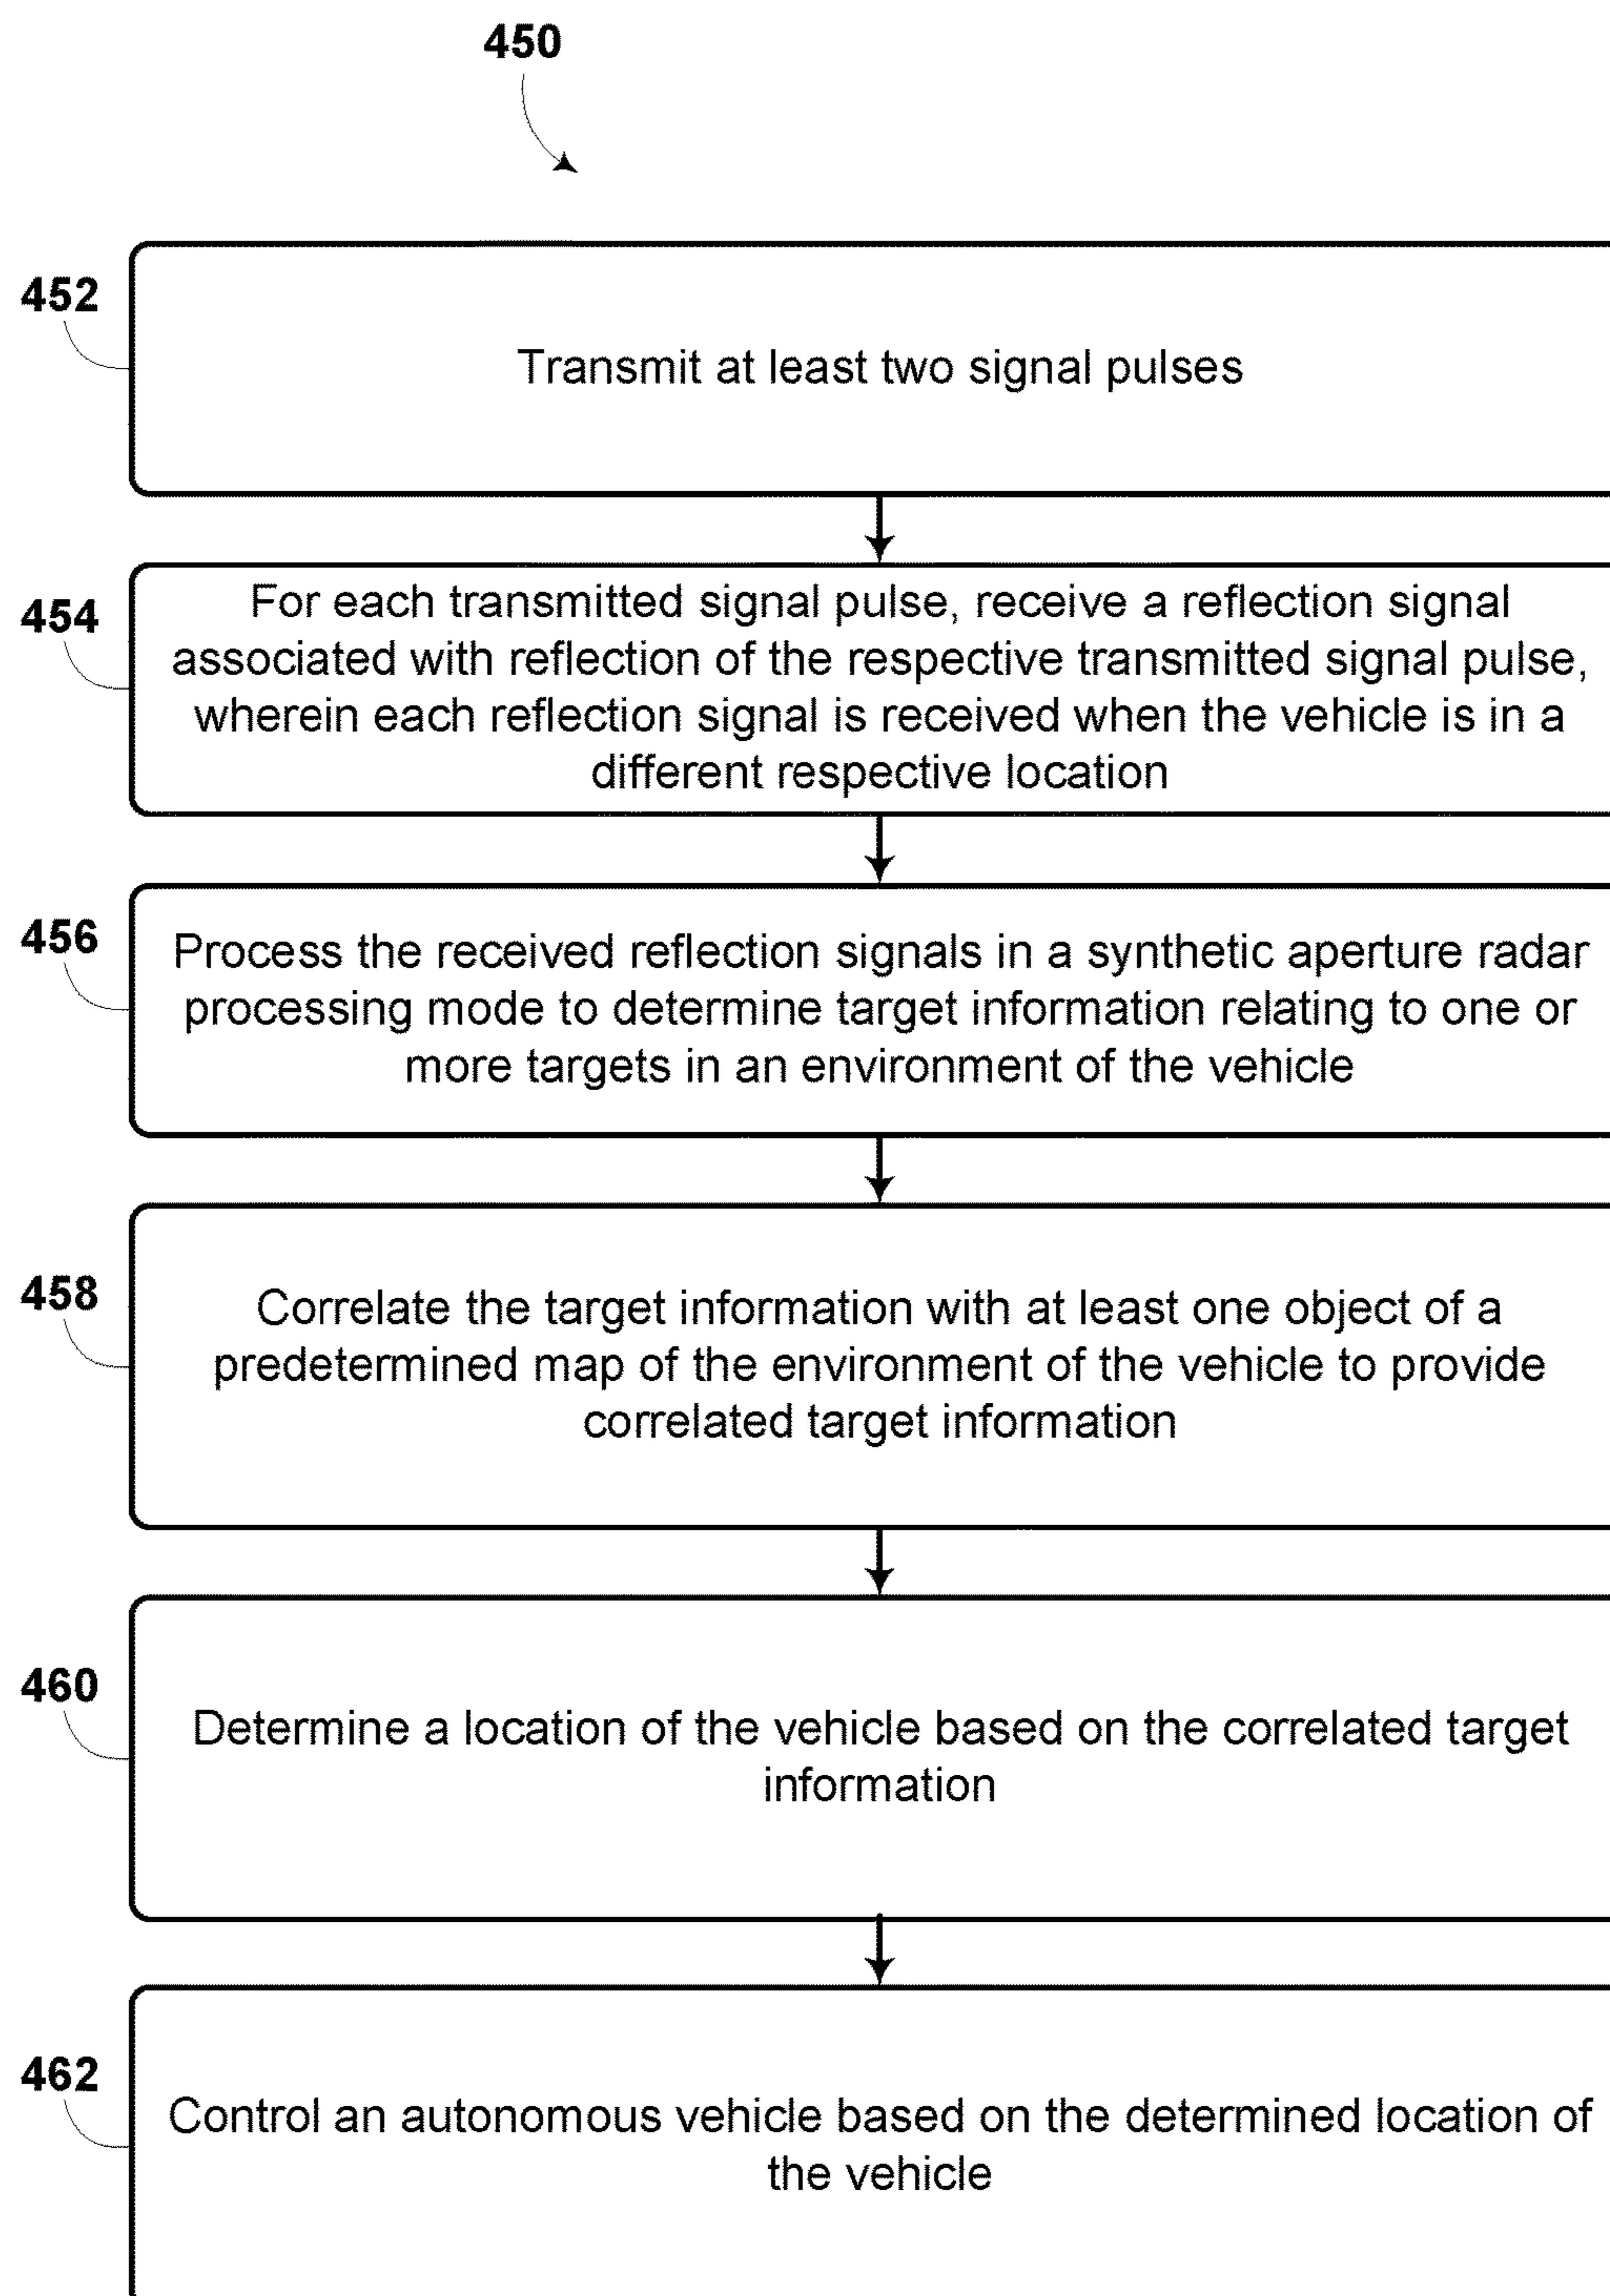 450
452
Transmit at least two signal pulses
454
For each transmitted signal pulse, receive a reflection signal
associated with reflection of the respective transmitted signal pulse,
wherein each reflection signal is received when the vehicle is in a
different respective location
456
Process the received reflection signals in a synthetic aperture radar
processing mode to determine target information relating to one or
more targets in an environment of the vehicle
458
Correlate the target information with at least one object of a
predetermined map of the environment of the vehicle to provide
correlated target information
460
Determine a location of the vehicle based on the correlated target
information
462
Control an autonomous vehicle based on the determined location of
the vehicle